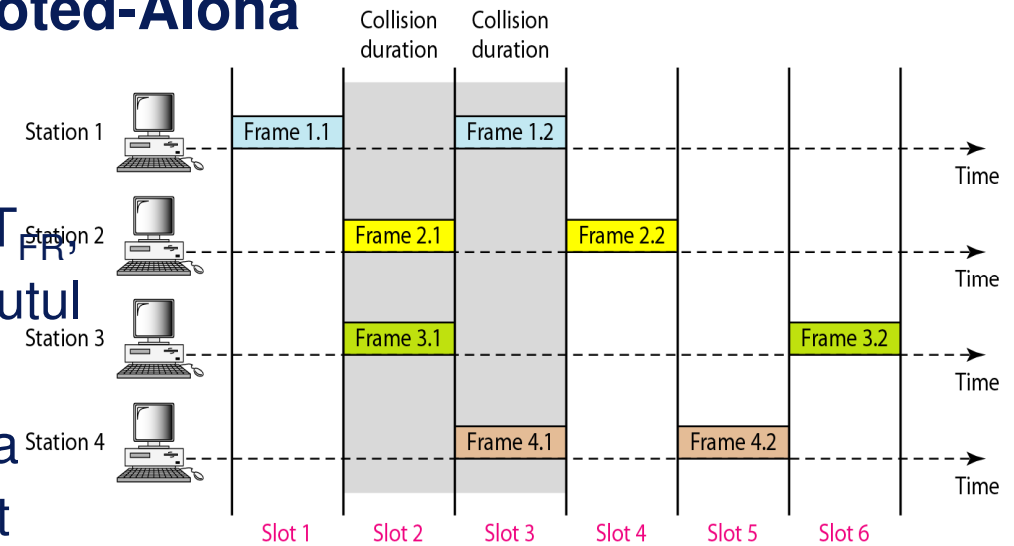 oted-Aloha
Collision
duration
Collision
duration
Station 1
Frame 1.1
Frame 1.2
Time
TFR,
Station 2
Frame 2.1
Frame 2.2
Time
utul
Station 3
Frame 3.1
Frame 3.2
Time
a
Station 4
Frame 4.1
Frame 4.2
Time
t
Slot 1
Slot 2
Slot 3
Slot 4
Slot 5
Slot 6